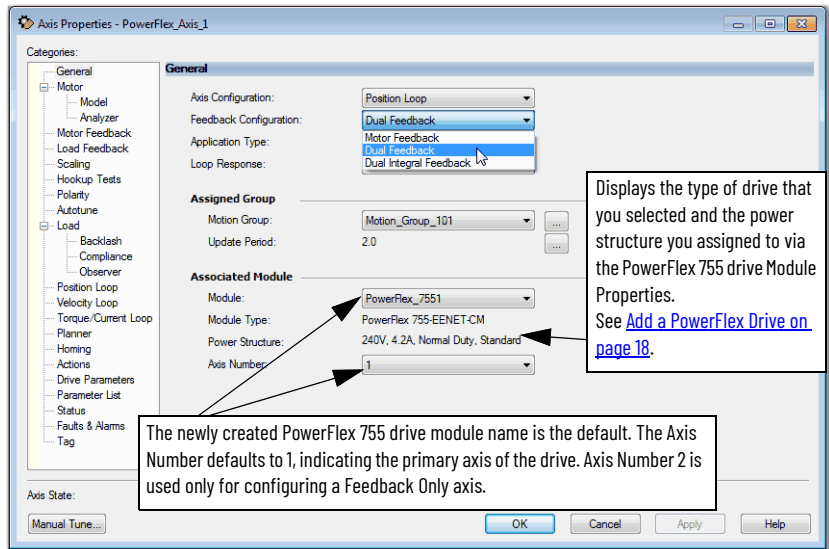 Axis Properties - PowerFlex_Axis_1
Categories:
General
Motor
Model
Analyzer
Motor Feedback
Load Feedback
Scaling
Hookup Tests
Polarity
Autotune
Load
Backlash
Compliance
Observer
Position Loop
Velocity Loop
Torque/Current Loop
Planner
Homing
Actions
Drive Parameters
Parameter List
Status
Faults & Alarms
Tag
General
Axis Configuration: Position Loop
Feedback Configuration: Dual Feedback
Motor Feedback
Dual Feedback
Dual Integral Feedback
Application Type:
Loop Response:
Assigned Group
Motion Group: Motion_Group_101 ...
Update Period: 2.0 ...
Associated Module
Module: PowerFlex_7551
Module Type: PowerFlex 755-EENET-CM
Power Structure: 240V, 4.2A, Normal Duty, Standard
Axis Number: 1
Displays the type of drive that
you selected and the power
structure you assigned to via
the PowerFlex 755 drive Module
Properties.
See Add a PowerFlex Drive on
page 18.
The newly created PowerFlex 755 drive module name is the default. The Axis
Number defaults to 1, indicating the primary axis of the drive. Axis Number 2 is
used only for configuring a Feedback Only axis.
Axis State:
Manual Tune...
OK
Cancel
Apply
Help